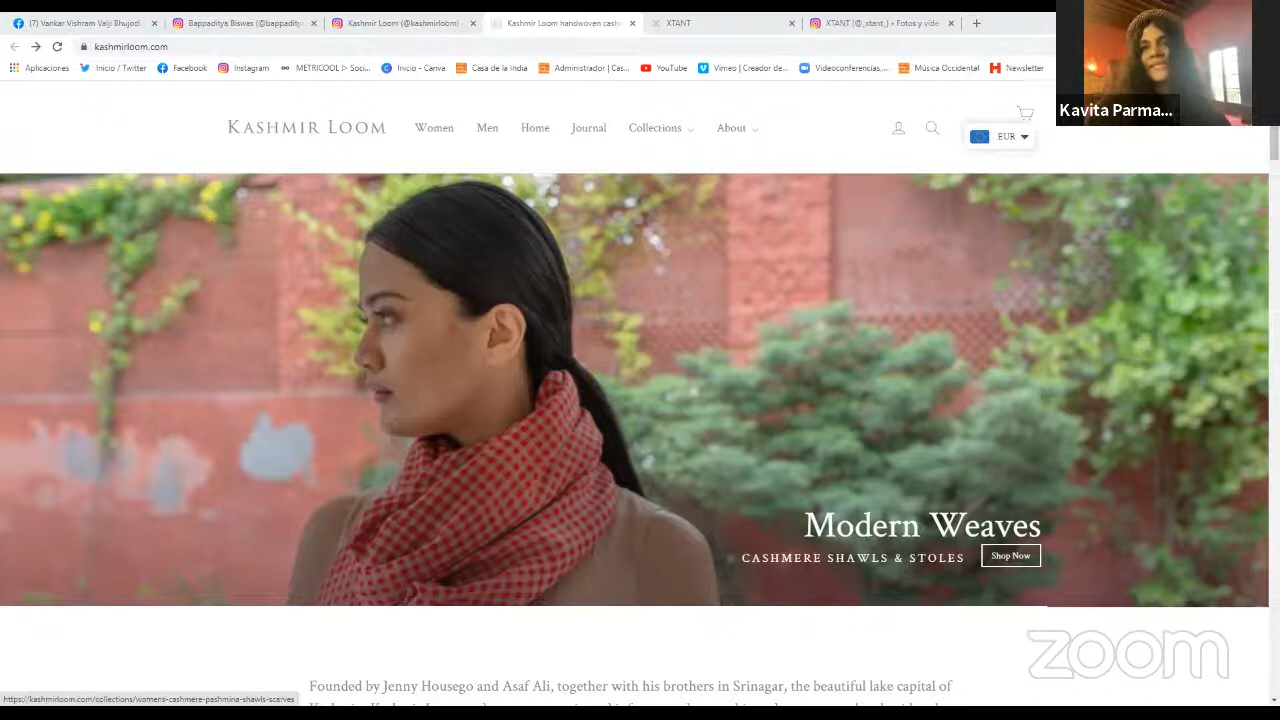 (7) Vankar Vishram Valji Bhujodi
Bappaditya Biswas (@bappadity
Kashmir Loom (@kashmirloom)
Kashmir Loom handwoven cash
XTANT
XTANT (@_xtant_) • Fotos y víde
kashmirloom.com
Aplicaciones
Inicio / Twitter
Facebook
Instagram
METRICOOL ▷ Soci...
Inicio - Canva
Casa de la india
Administrador | Cas...
YouTube
Vimeo | Creador de...
Videoconferencias,...
Música Occidental
Newsletter
Kavita Parma...
KASHMIR LOOM
Women
Men
Home
Journal
Collections
About
EUR
Modern Weaves
CASHMERE SHAWLS & STOLES
Shop Now
zoom
Founded by Jenny Housego and Asaf Ali, together with his brothers in Srinagar, the beautiful lake capital of
https://kashmirloom.com/collections/womens-cashmere-pashmina-shawls-scarves